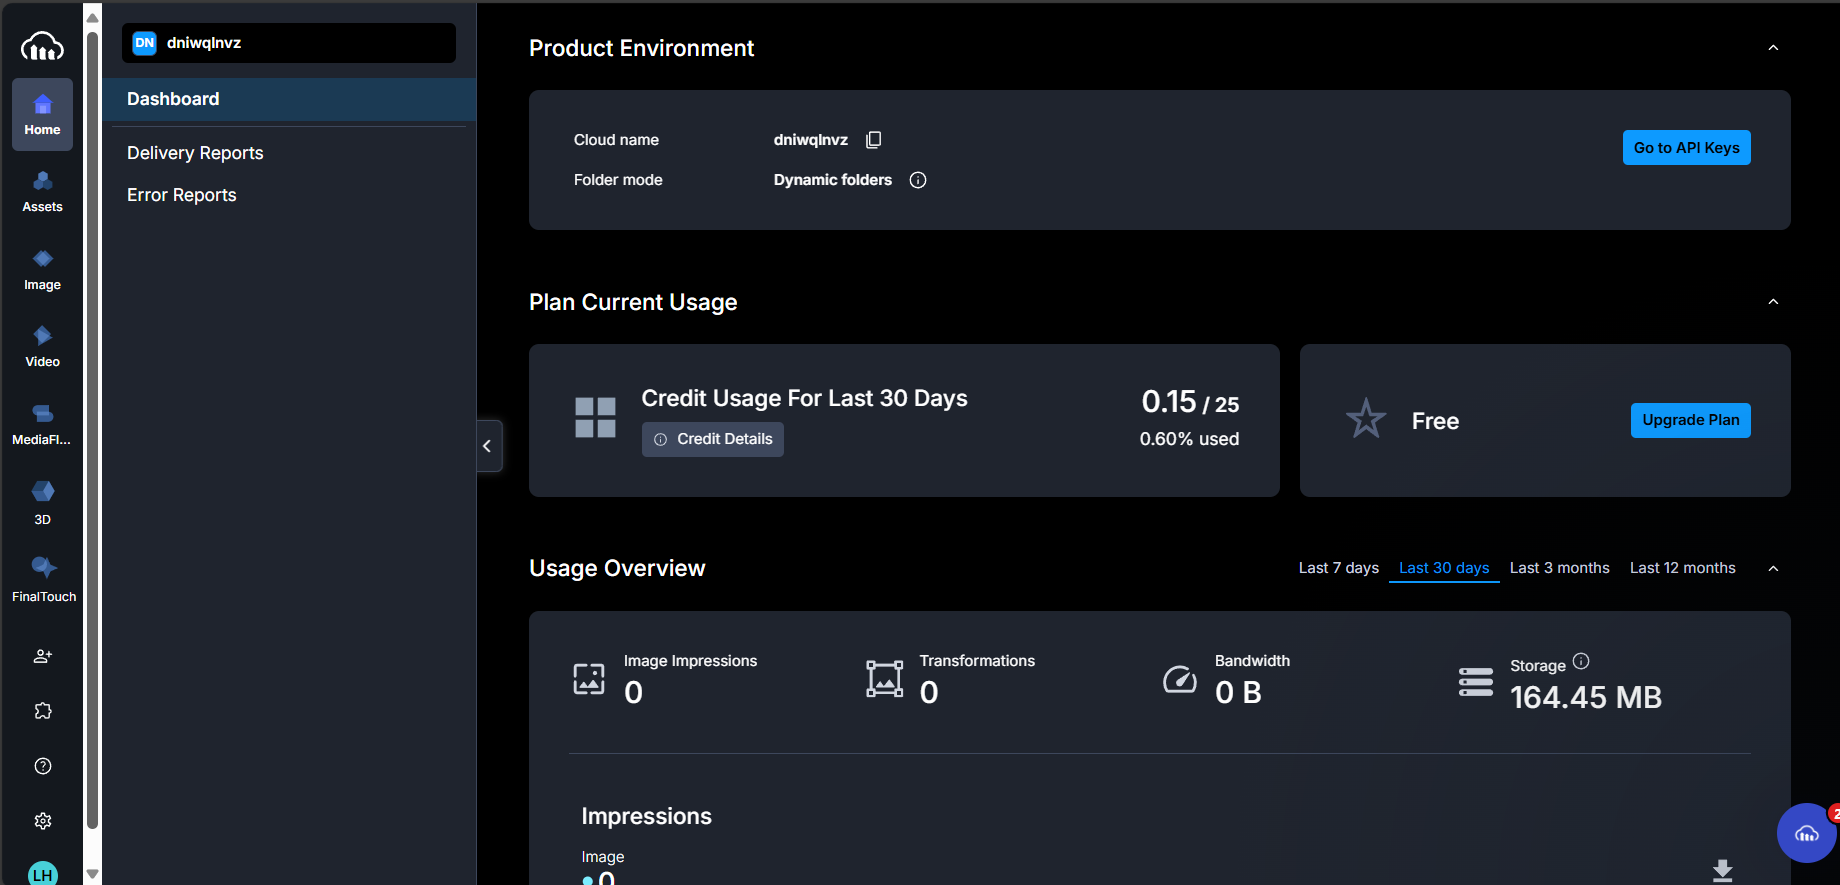 DN dniwqlnvz
Home
Assets
Image
Video
MediaFl...
3D
FinalTouch
LH
Dashboard
Delivery Reports
Error Reports
Product Environment
Cloud name dniwqlnvz
Go to API Keys
Folder mode Dynamic folders
Plan Current Usage
Credit Usage For Last 30 Days
Credit Details
0.15 / 25
0.60% used
Free
Upgrade Plan
Usage Overview
Last 7 days Last 30 days Last 3 months Last 12 months
Image Impressions
0
Transformations
0
Bandwidth
0 B
Storage
164.45 MB
Impressions
Image
0
2